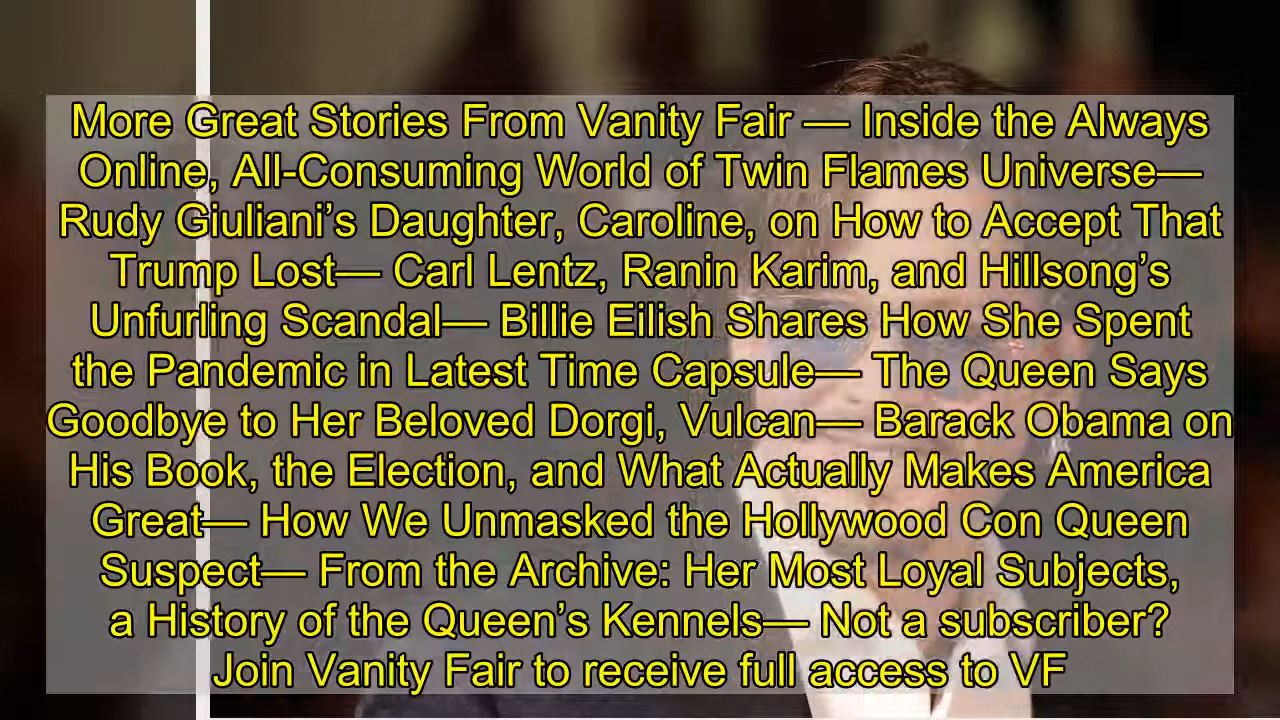 More Great Stories From Vanity Fair — Inside the Always
Online, All-Consuming World of Twin Flames Universe—
Rudy Giuliani’s Daughter, Caroline, on How to Accept That
Trump Lost— Carl Lentz, Ranin Karim, and Hillsong’s
Unfurling Scandal— Billie Eilish Shares How She Spent
the Pandemic in Latest Time Capsule— The Queen Says
Goodbye to Her Beloved Dorgi, Vulcan— Barack Obama on
His Book, the Election, and What Actually Makes America
Great— How We Unmasked the Hollywood Con Queen
Suspect— From the Archive: Her Most Loyal Subjects,
a History of the Queen’s Kennels— Not a subscriber?
Join Vanity Fair to receive full access to VF